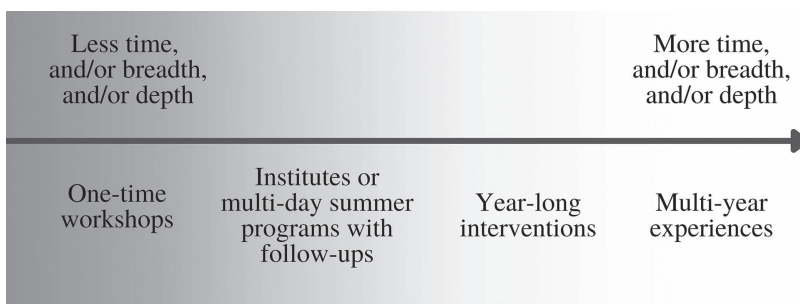 Less time,
and/or breadth,
and/or depth
More time,
and/or breadth,
and/or depth
One-time
workshops
Institutes or
multi-day summer
programs with
follow-ups
Year-long
interventions
Multi-year
experiences